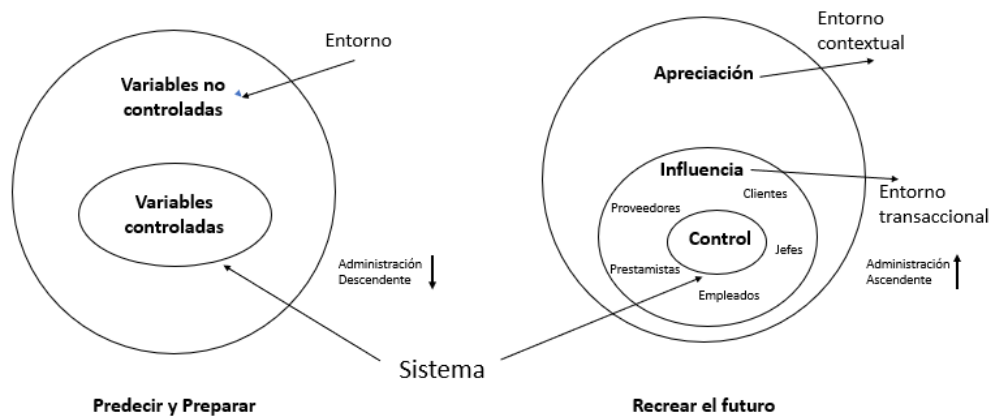 Entorno
Variables no
controladas
Variables
controladas
Administración
Descendente
Predecir y Preparar
Sistema
Entorno
contextual
Apreciación
Influencia
Clientes
Proveedores
Control
Jefes
Prestamistas
Empleados
Entorno
transaccional
Administración
Ascendente
Recrear el futuro